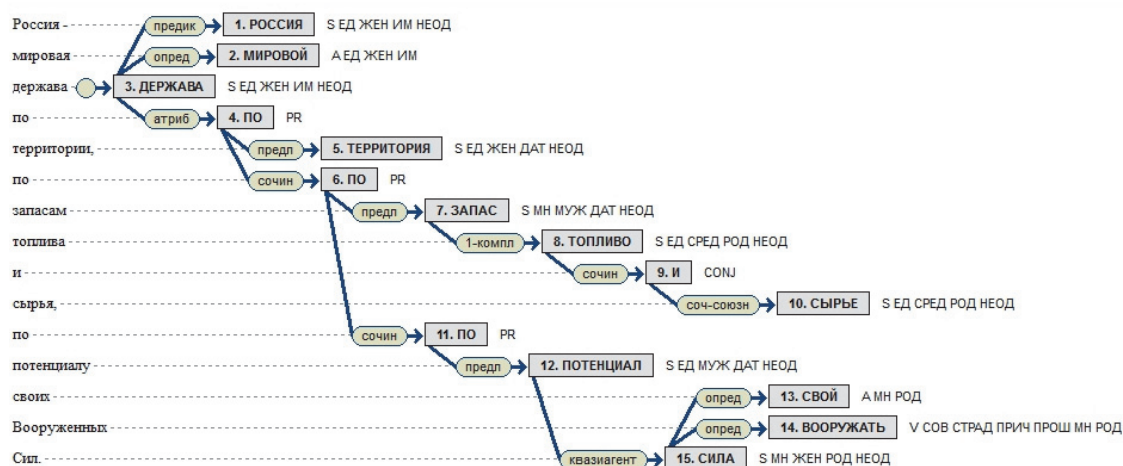 Россия - предик 1. РОССИЯ S ЕД ЖЕН ИМ НЕОД
мировая опред 2. МИРОВОЙ A ЕД ЖЕН ИМ
держава 3. ДЕРЖАВА S ЕД ЖЕН ИМ НЕОД
по атриб 4. ПО PR
территории, предл 5. ТЕРРИТОРИЯ S ЕД ЖЕН ДАТ НЕОД
по сочин 6. ПО PR
запасам предл 7. ЗАПАС S МН МУЖ ДАТ НЕОД
топлива 1-компл 8. ТОПЛИВО S ЕД СРЕД РОД НЕОД
и сочин 9. И CONJ
сырья, соч-союзн 10. СЫРЬЕ S ЕД СРЕД РОД НЕОД
по сочин 11. ПО PR
потенциалу предл 12. ПОТЕНЦИАЛ S ЕД МУЖ ДАТ НЕОД
своих опред 13. СВОЙ A МН РОД
Вооруженных опред 14. ВООРУЖАТЬ V СОВ СТРАД ПРИЧ ПРОШ МН РОД
Сил. квазиагент 15. СИЛА S МН ЖЕН РОД НЕОД